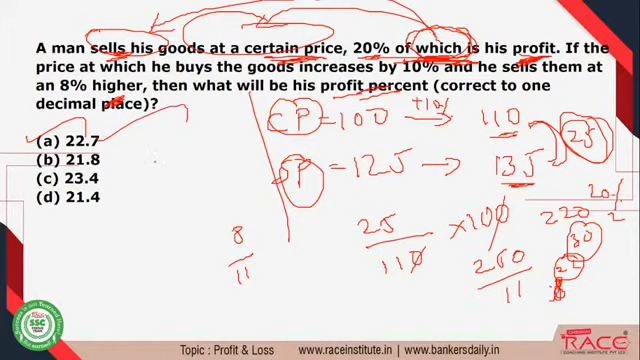 A man sells his goods at a certain price, 20% of which is his profit. If the
price at which he buys the goods increases by 10% and he sells them at
an 8% higher, then what will be his profit percent (correct to one
decimal place)?
(a) 22.7
(b) 21.8
(c) 23.4
(d) 21.4
CP = 100 +10% 110
SP = 125 → 135
25
20%
25
110 × 100
250
11
8
11
220
30
22
RACE
SSC
RACE
Topic : Profit & Loss | www.raceinstitute.in | www.bankersdaily.in